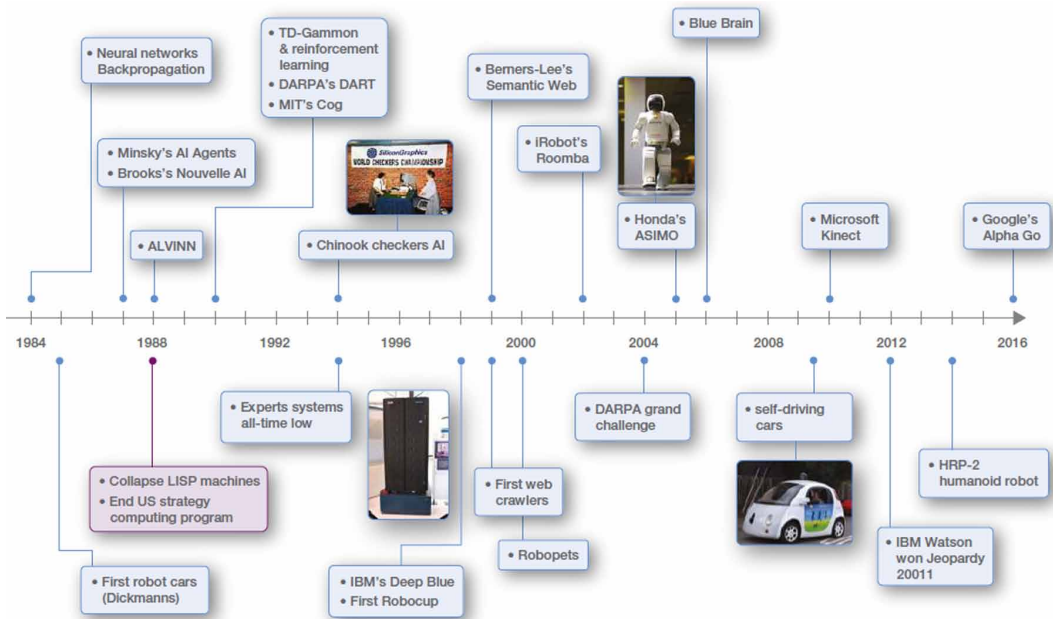 • Neural networks
Backpropagation
• Minsky's AI Agents
• Brooks's Nouvelle AI
• ALVINN
• TD-Gammon
& reinforcement
learning
• DARPA's DART
• MIT's Cog
SiliconGraphics
WORLD CHECKERS CHAMPIONSHIP
• Chinook checkers AI
• Berners-Lee's
Semantic Web
• iRobot's
Roomba
• Honda's
ASIMO
• Blue Brain
• Microsoft
Kinect
• Google's
Alpha Go
1984
1988
1992
1996
2000
2004
2008
2012
2016
• First robot cars
(Dickmanns)
• Collapse LISP machines
• End US strategy
computing program
• Experts systems
all-time low
• IBM's Deep Blue
• First Robocup
• First web
crawlers
• Robopets
• DARPA grand
challenge
• self-driving
cars
• IBM Watson
won Jeopardy
20011
• HRP-2
humanoid robot